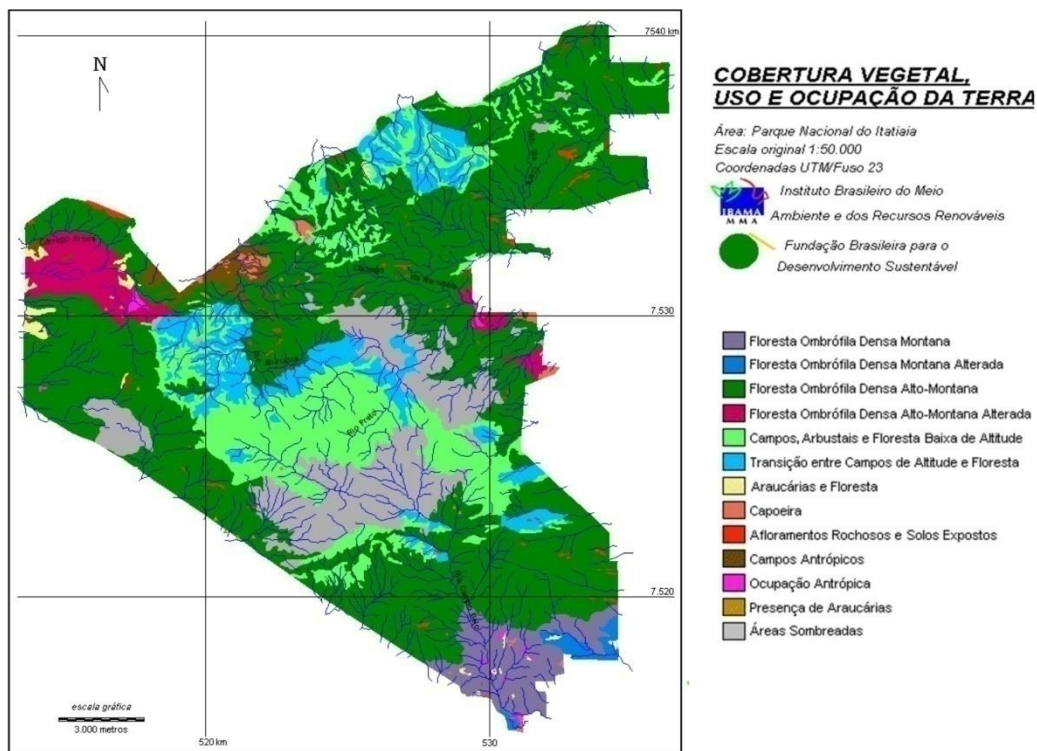 7540 km
N
7.530
7.520
Rio Preto
escala gráfica
3.000 metros
520 km
530
COBERTURA VEGETAL,
USO E OCUPAÇÃO DA TERRA
Área: Parque Nacional do Itatiaia
Escala original 1:50.000
Coordenadas UTM/Fuso 23
IBAMA
M M A
Instituto Brasileiro do Meio
Ambiente e dos Recursos Renováveis
Fundação Brasileira para o
Desenvolvimento Sustentável
Floresta Ombrófila Densa Montana
Floresta Ombrófila Densa Montana Alterada
Floresta Ombrófila Densa Alto-Montana
Floresta Ombrófila Densa Alto-Montana Alterada
Campos, Arbustais e Floresta Baixa de Altitude
Transição entre Campos de Altitude e Floresta
Araucárias e Floresta
Capoeira
Afloramentos Rochosos e Solos Expostos
Campos Antrópicos
Ocupação Antrópica
Presença de Araucárias
Áreas Sombreadas